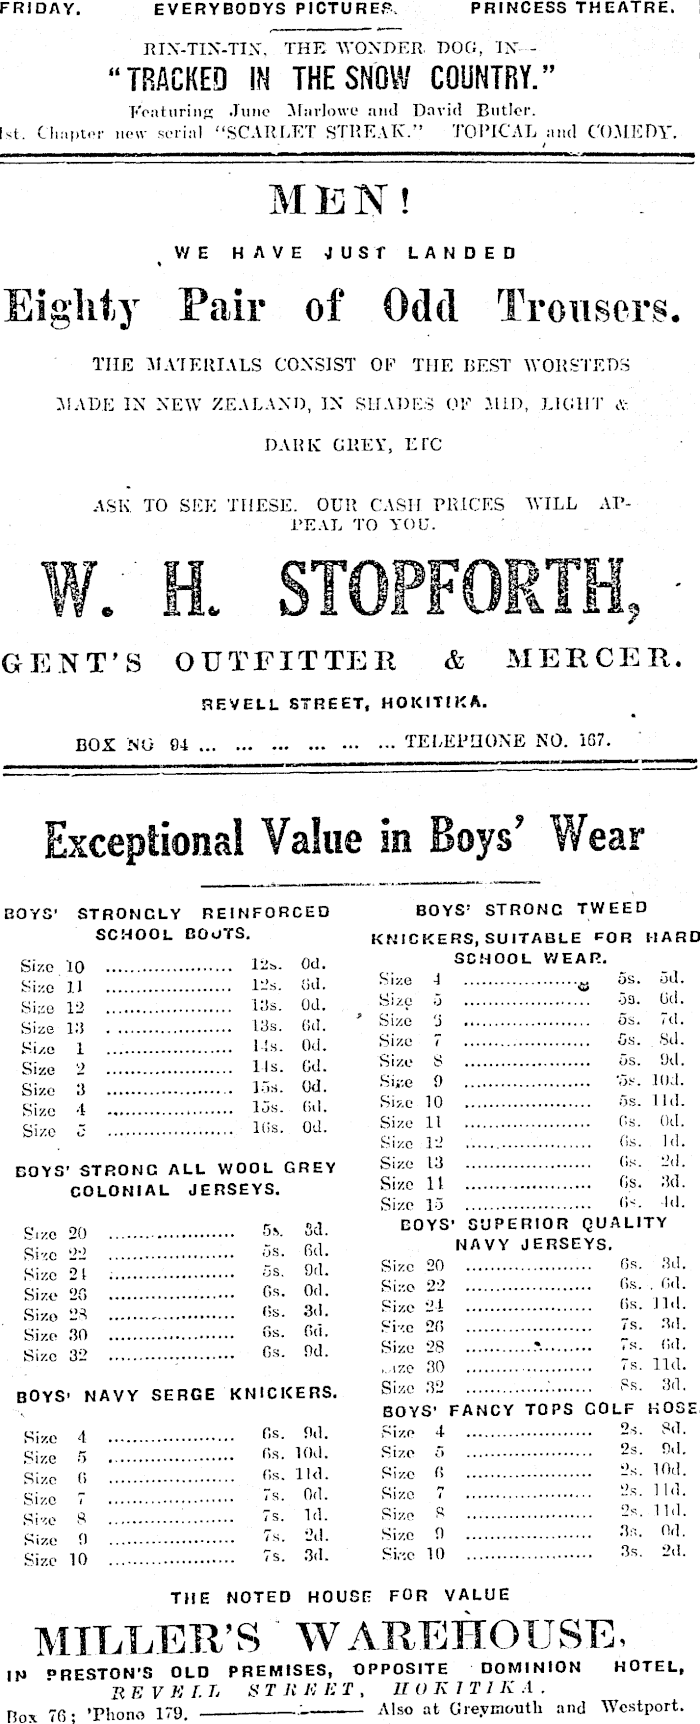 FRIDAY. EVERYBODYS PICTURES. PRINCESS THEATRE.
RIN-TIN-TIN, THE WONDER DOG, IN—
"TRACKED IN THE SNOW COUNTRY."
Featuring June Marlowe and David Butler.
1st. Chapter new serial "SCARLET STREAK." TOPICAL and COMEDY.
MEN!
WE HAVE JUST LANDED
Eighty Pair of Odd Trousers.
THE MATERIALS CONSIST OF THE BEST WORSTEDS
MADE IN NEW ZEALAND, IN SHADES OF MID, LIGHT &
DARK GREY, ETC
ASK TO SEE THESE. OUR CASH PRICES WILL AP-
PEAL TO YOU.
W. H. STOPFORTH,
GENT'S OUTFITTER & MERCER.
REVELL STREET, HOKITIKA.
BOX NO 94 ... ... ... ... ... ... TELEPHONE NO. 167.
Exceptional Value in Boys' Wear
BOYS' STRONGLY REINFORCED
SCHOOL BOOTS.
Size 10 ..................... 12s. 0d.
Size 11 ..................... 12s. 6d.
Size 12 ..................... 13s. 0d.
Size 13 ..................... 13s. 6d.
Size 1 ..................... 14s. 0d.
Size 2 ..................... 14s. 6d.
Size 3 ..................... 15s. 0d.
Size 4 ..................... 15s. 6d.
Size 5 ..................... 16s. 0d.
BOYS' STRONG ALL WOOL GREY
COLONIAL JERSEYS.
Size 20 ..................... 5s. 3d.
Size 22 ..................... 5s. 6d.
Size 24 ..................... 5s. 9d.
Size 26 ..................... 6s. 0d.
Size 28 ..................... 6s. 3d.
Size 30 ..................... 6s. 6d.
Size 32 ..................... 6s. 9d.
BOYS' NAVY SERGE KNICKERS.
Size 4 ..................... 6s. 9d.
Size 5 ..................... 6s. 10d.
Size 6 ..................... 6s. 11d.
Size 7 ..................... 7s. 0d.
Size 8 ..................... 7s. 1d.
Size 9 ..................... 7s. 2d.
Size 10 ..................... 7s. 3d.
BOYS' STRONG TWEED
KNICKERS, SUITABLE FOR HARD
SCHOOL WEAR.
Size 4 ..................... 5s. 5d.
Size 5 ..................... 5s. 6d.
Size 6 ..................... 5s. 7d.
Size 7 ..................... 5s. 8d.
Size 8 ..................... 5s. 9d.
Size 9 ..................... 5s. 10d.
Size 10 ..................... 5s. 11d.
Size 11 ..................... 6s. 0d.
Size 12 ..................... 6s. 1d.
Size 13 ..................... 6s. 2d.
Size 14 ..................... 6s. 3d.
Size 15 ..................... 6s. 4d.
BOYS' SUPERIOR QUALITY
NAVY JERSEYS.
Size 20 ..................... 6s. 3d.
Size 22 ..................... 6s. 6d.
Size 24 ..................... 6s. 11d.
Size 26 ..................... 7s. 3d.
Size 28 ..................... 7s. 6d.
Size 30 ..................... 7s. 11d.
Size 32 ..................... 8s. 3d.
BOYS' FANCY TOPS GOLF HOSE
Size 4 ..................... 2s. 8d.
Size 5 ..................... 2s. 9d.
Size 6 ..................... 2s. 10d.
Size 7 ..................... 2s. 11d.
Size 8 ..................... 2s. 11d.
Size 9 ..................... 3s. 0d.
Size 10 ..................... 3s. 2d.
THE NOTED HOUSE FOR VALUE
MILLER'S WAREHOUSE,
IN PRESTON'S OLD PREMISES, OPPOSITE DOMINION HOTEL,
REVELL STREET, HOKITIKA.
Box 76; 'Phone 179. ——— Also at Greymouth and Westport.